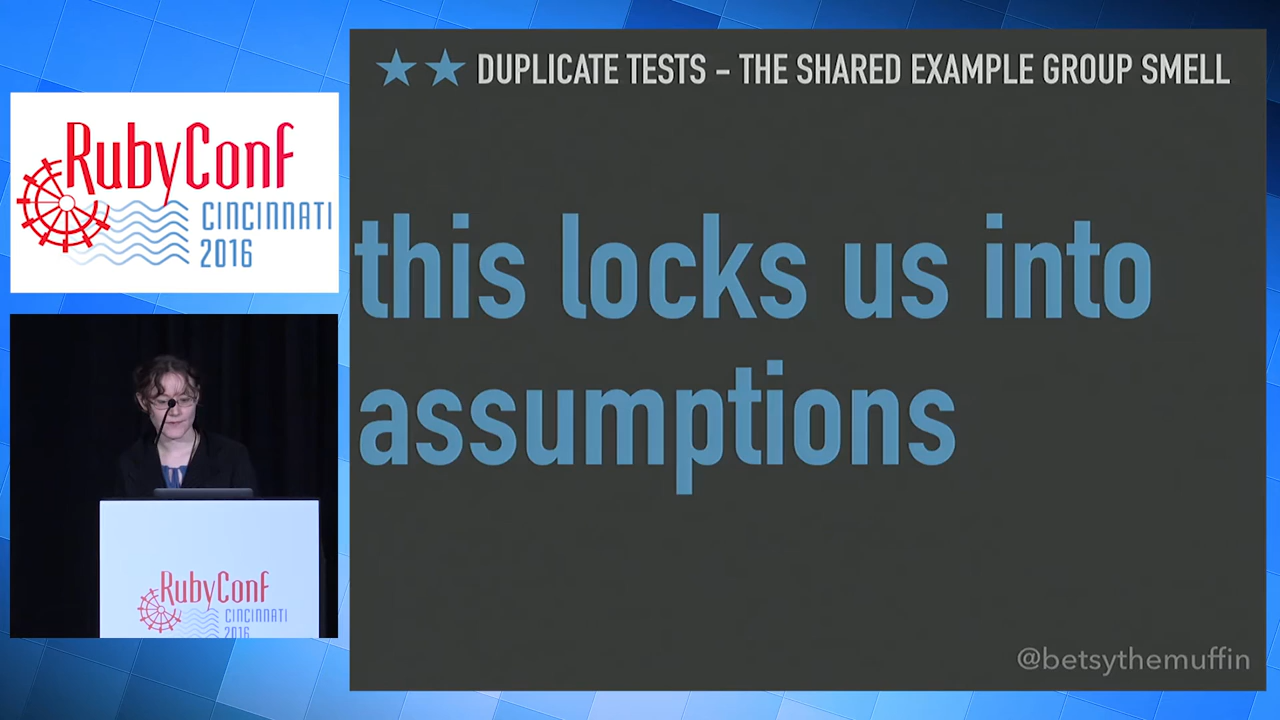 ★★ DUPLICATE TESTS – THE SHARED EXAMPLE GROUP SMELL
RubyConf
CINCINNATI
2016
this locks us into
assumptions
RubyConf
CINCINNATI
2016
@betsythemuffin